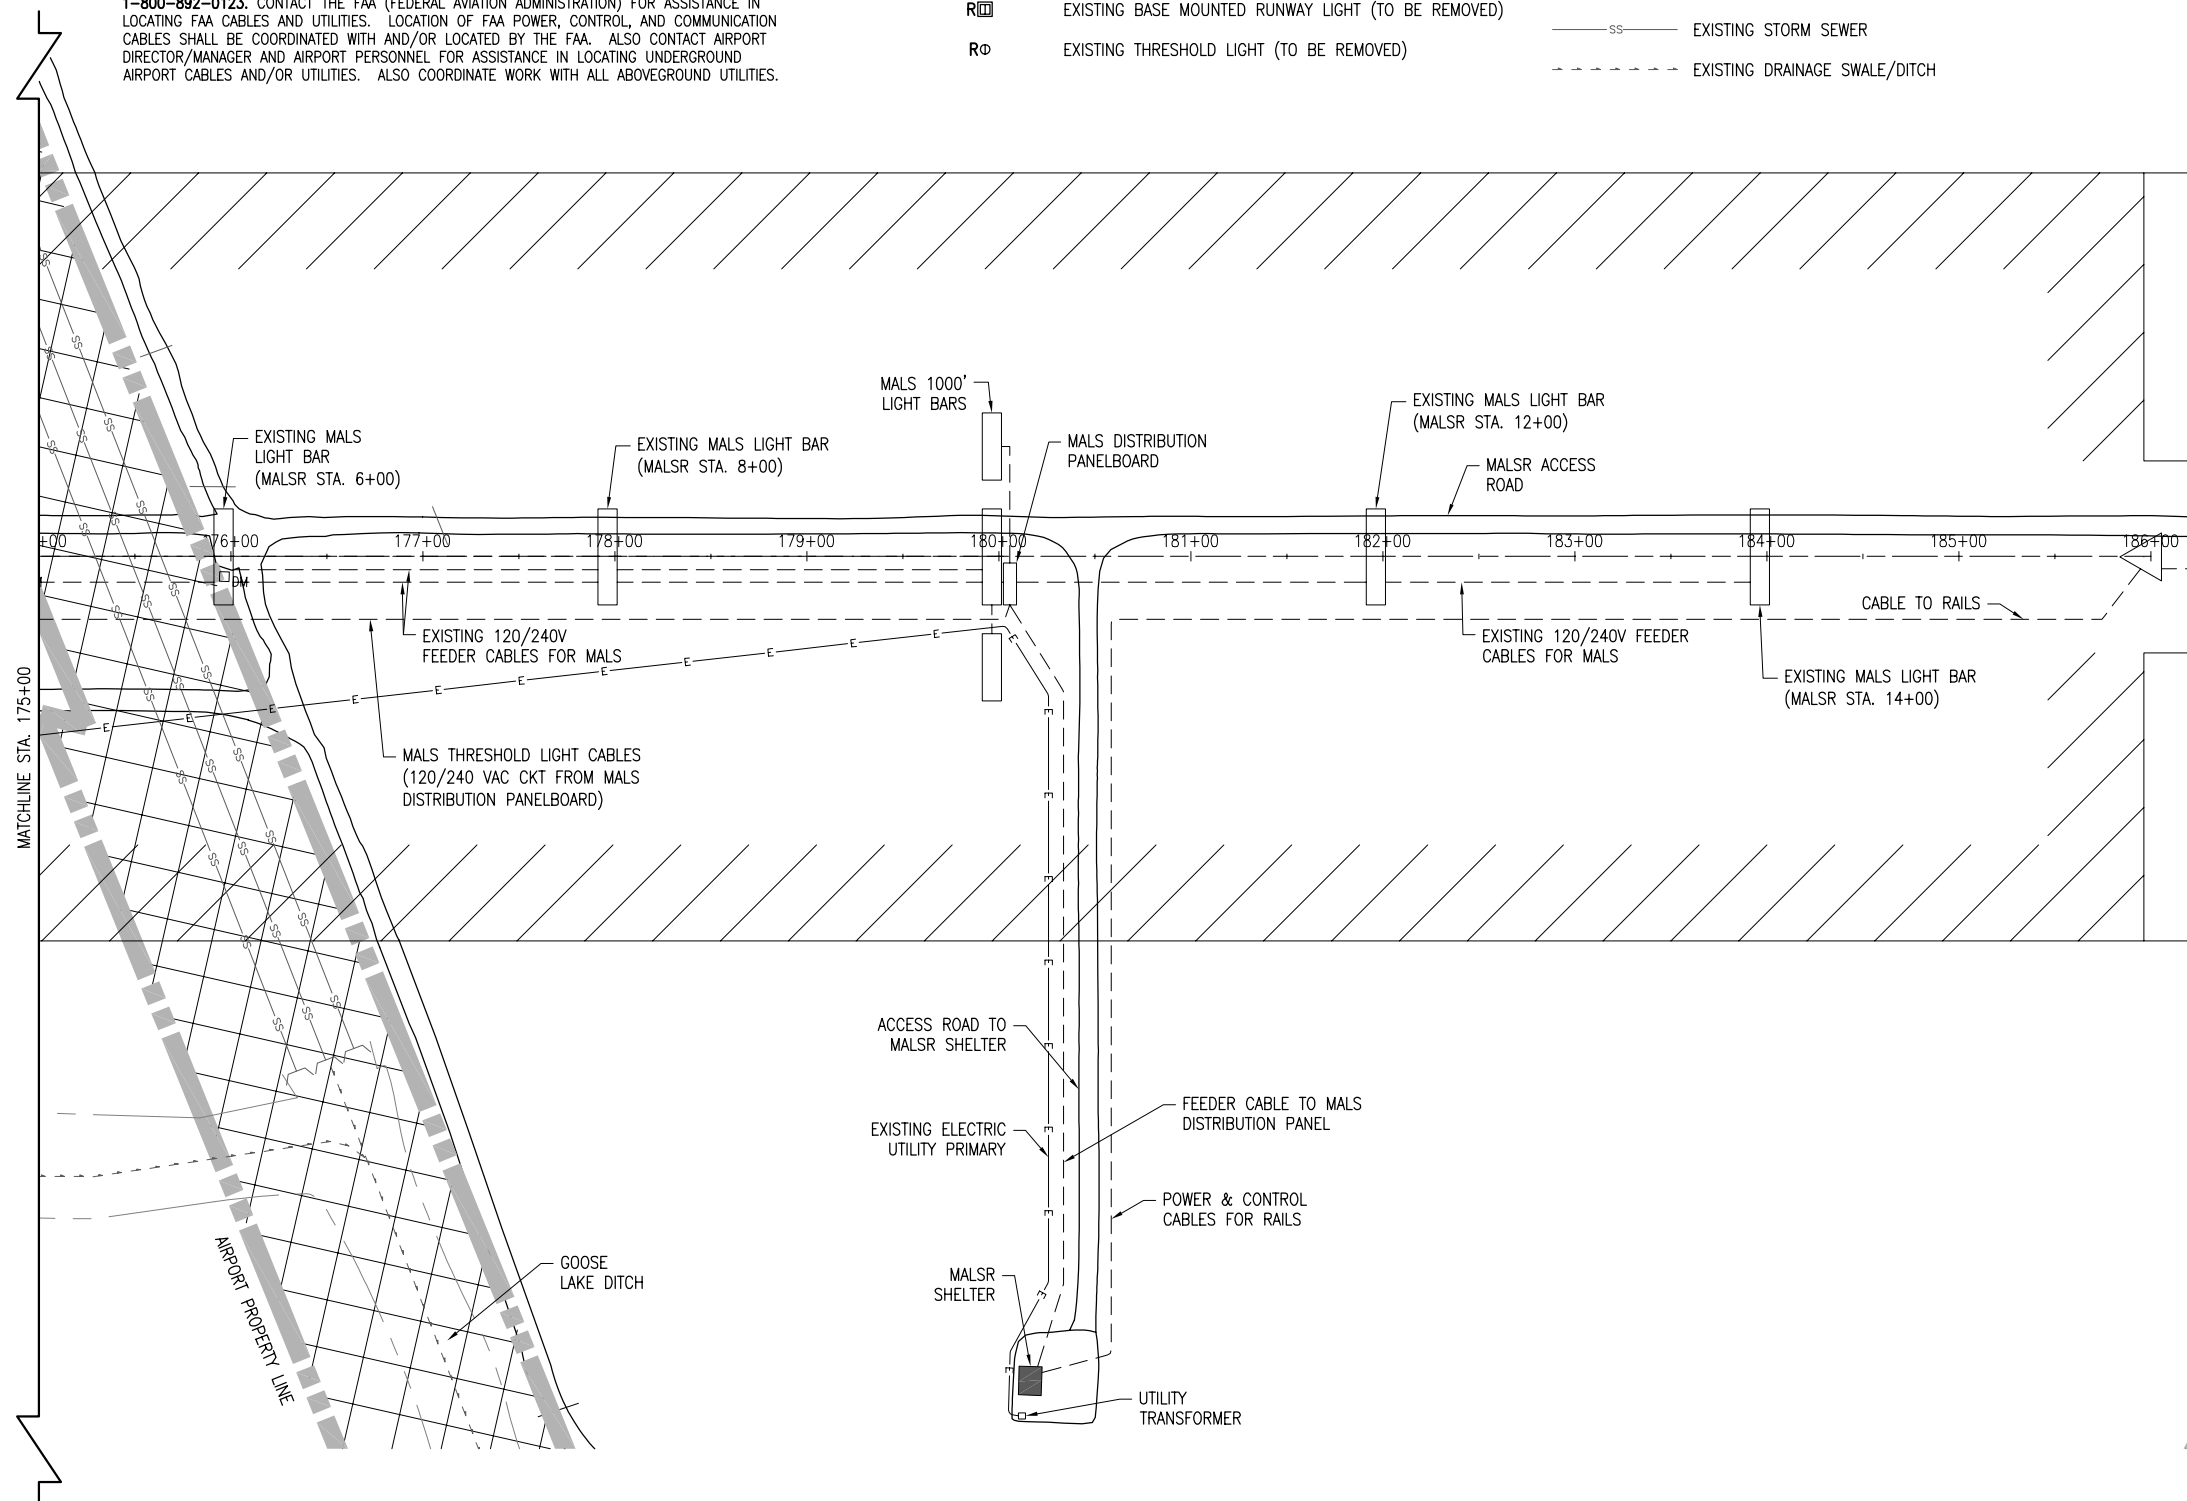 1-800-892-0123. CONTACT THE FAA (FEDERAL AVIATION ADMINISTRATION) FOR ASSISTANCE IN
LOCATING FAA CABLES AND UTILITIES. LOCATION OF FAA POWER, CONTROL, AND COMMUNICATION
CABLES SHALL BE COORDINATED WITH AND/OR LOCATED BY THE FAA. ALSO CONTACT AIRPORT
DIRECTOR/MANAGER AND AIRPORT PERSONNEL FOR ASSISTANCE IN LOCATING UNDERGROUND
AIRPORT CABLES AND/OR UTILITIES. ALSO COORDINATE WORK WITH ALL ABOVEGROUND UTILITIES.
R EXISTING BASE MOUNTED RUNWAY LIGHT (TO BE REMOVED)
R EXISTING THRESHOLD LIGHT (TO BE REMOVED)
SS EXISTING STORM SEWER
EXISTING DRAINAGE SWALE/DITCH
MALS 1000'
LIGHT BARS
EXISTING MALS
LIGHT BAR
(MALSR STA. 6+00)
EXISTING MALS LIGHT BAR
(MALSR STA. 8+00)
MALS DISTRIBUTION
PANELBOARD
EXISTING MALS LIGHT BAR
(MALSR STA. 12+00)
MALSR ACCESS
ROAD
+00 176+00 177+00 178+00 179+00 180+00 181+00 182+00 183+00 184+00 185+00 186+00
EXISTING 120/240V
FEEDER CABLES FOR MALS
EXISTING 120/240V FEEDER
CABLES FOR MALS
CABLE TO RAILS
EXISTING MALS LIGHT BAR
(MALSR STA. 14+00)
MATCHLINE STA. 175+00
MALS THRESHOLD LIGHT CABLES
(120/240 VAC CKT FROM MALS
DISTRIBUTION PANELBOARD)
ACCESS ROAD TO
MALSR SHELTER
FEEDER CABLE TO MALS
DISTRIBUTION PANEL
EXISTING ELECTRIC
UTILITY PRIMARY
POWER & CONTROL
CABLES FOR RAILS
AIRPORT PROPERTY LINE
GOOSE
LAKE DITCH
MALSR
SHELTER
UTILITY
TRANSFORMER